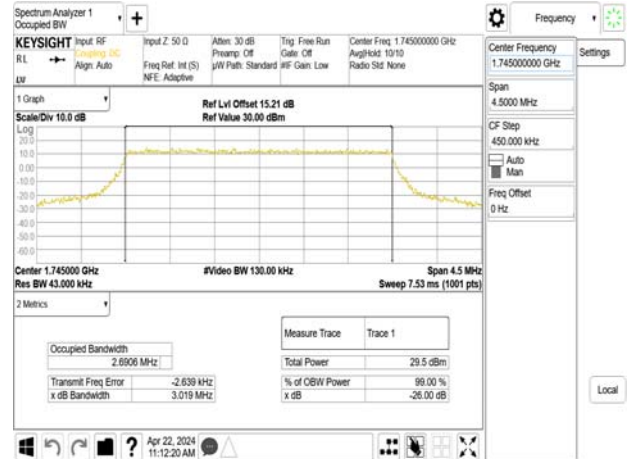 Spectrum Analyzer 1
Occupied BW
+
Frequency
KEYSIGHT
Input: RF
Coupling: DC
Align: Auto
Input Z: 50 Ω
Freq Ref: Int (S)
NFE: Adaptive
Atten: 30 dB
Preamp: Off
µW Path: Standard
Trig: Free Run
Gate: Off
#IF Gain: Low
Center Freq: 1.745000000 GHz
Avg|Hold: 10/10
Radio Std: None
RL
Center Frequency
1.745000000 GHz
Settings
Span
4.5000 MHz
CF Step
450.000 kHz
Auto
Man
Freq Offset
0 Hz
Local
1 Graph
Scale/Div 10.0 dB
Ref Lvl Offset 15.21 dB
Ref Value 30.00 dBm
Log
20.0
10.0
0.00
-10.0
-20.0
-30.0
-40.0
-50.0
-60.0
Center 1.745000 GHz
Res BW 43.000 kHz
#Video BW 130.00 kHz
Span 4.5 MHz
Sweep 7.53 ms (1001 pts)
2 Metrics
Measure Trace
Trace 1
Occupied Bandwidth
2.6906 MHz
Total Power
29.5 dBm
Transmit Freq Error
-2.639 kHz
% of OBW Power
99.00 %
x dB Bandwidth
3.019 MHz
x dB
-26.00 dB
?
Apr 22, 2024
11:12:20 AM